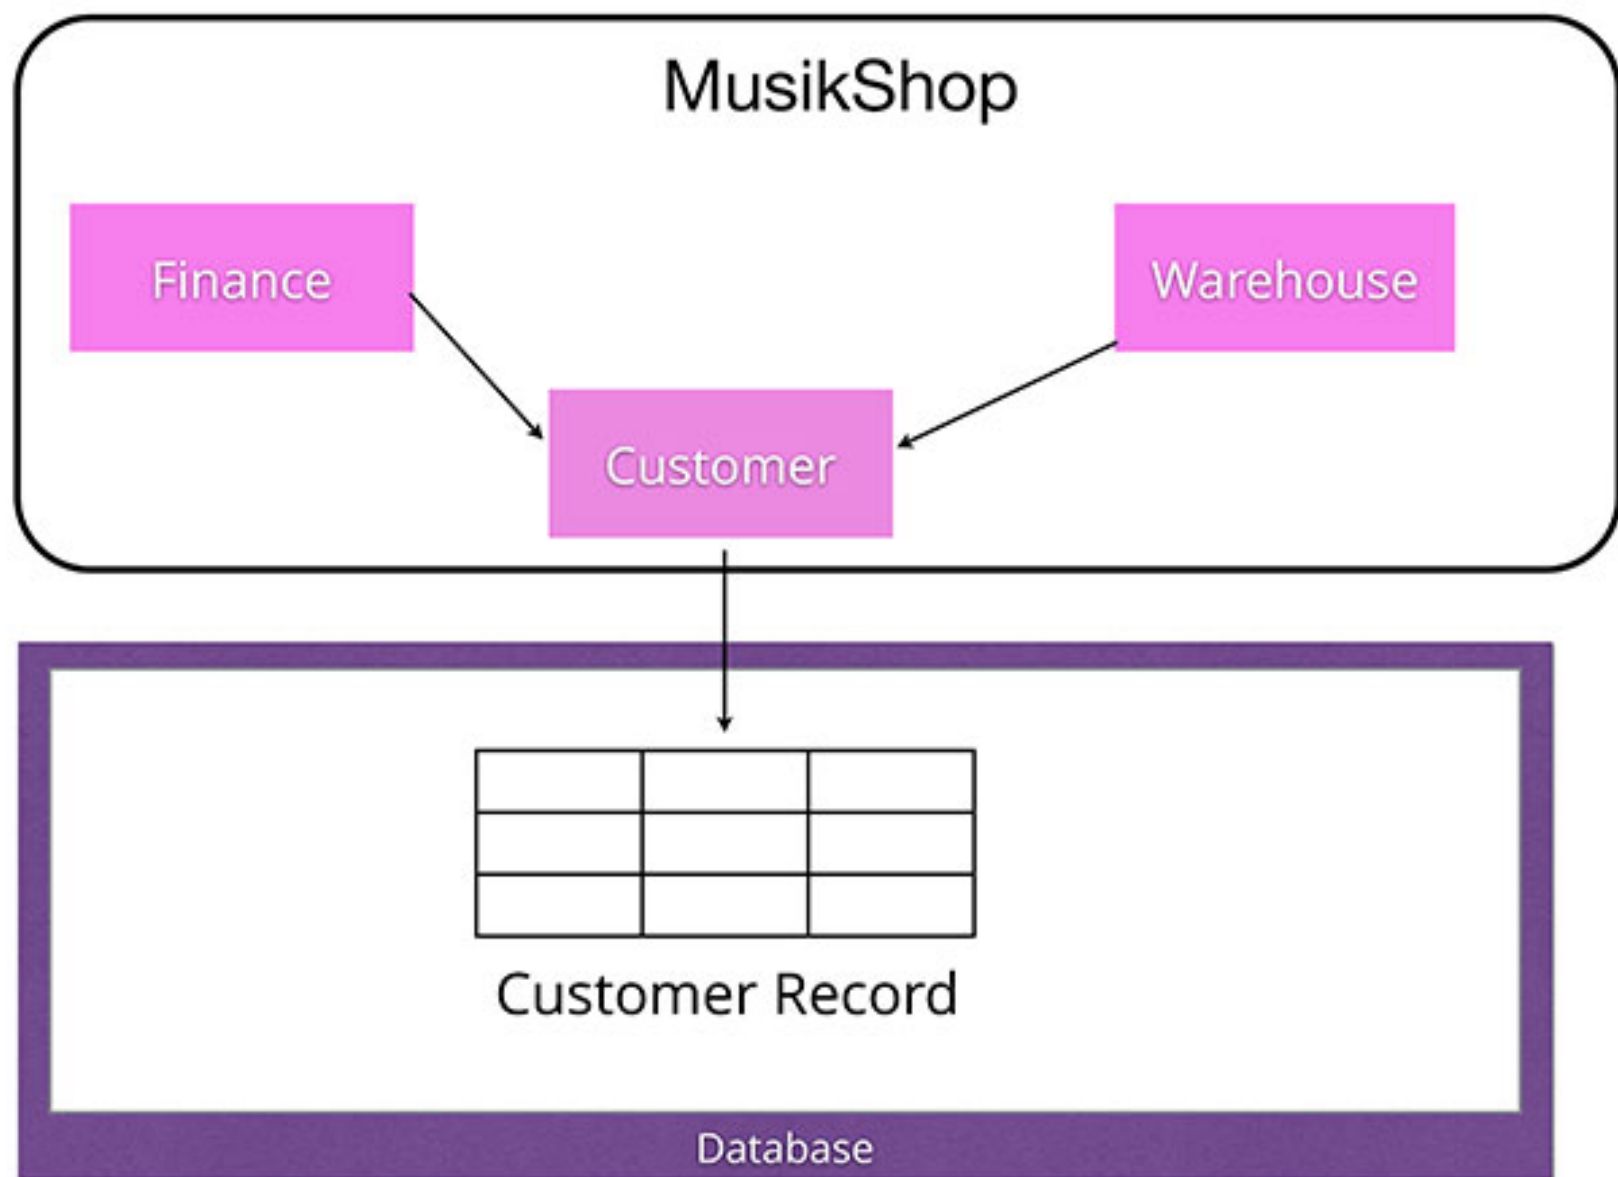 MusikShop
Finance
Warehouse
Customer
Customer Record
Database